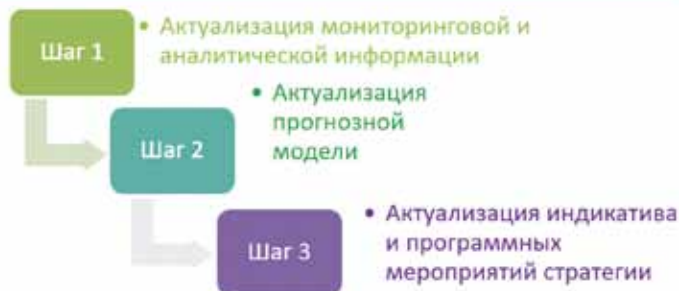 Шаг 1
• Актуализация мониторинговой и
аналитической информации
Шаг 2
• Актуализация
прогнозной
модели
Шаг 3
• Актуализация индикатива
и программных
мероприятий стратегии